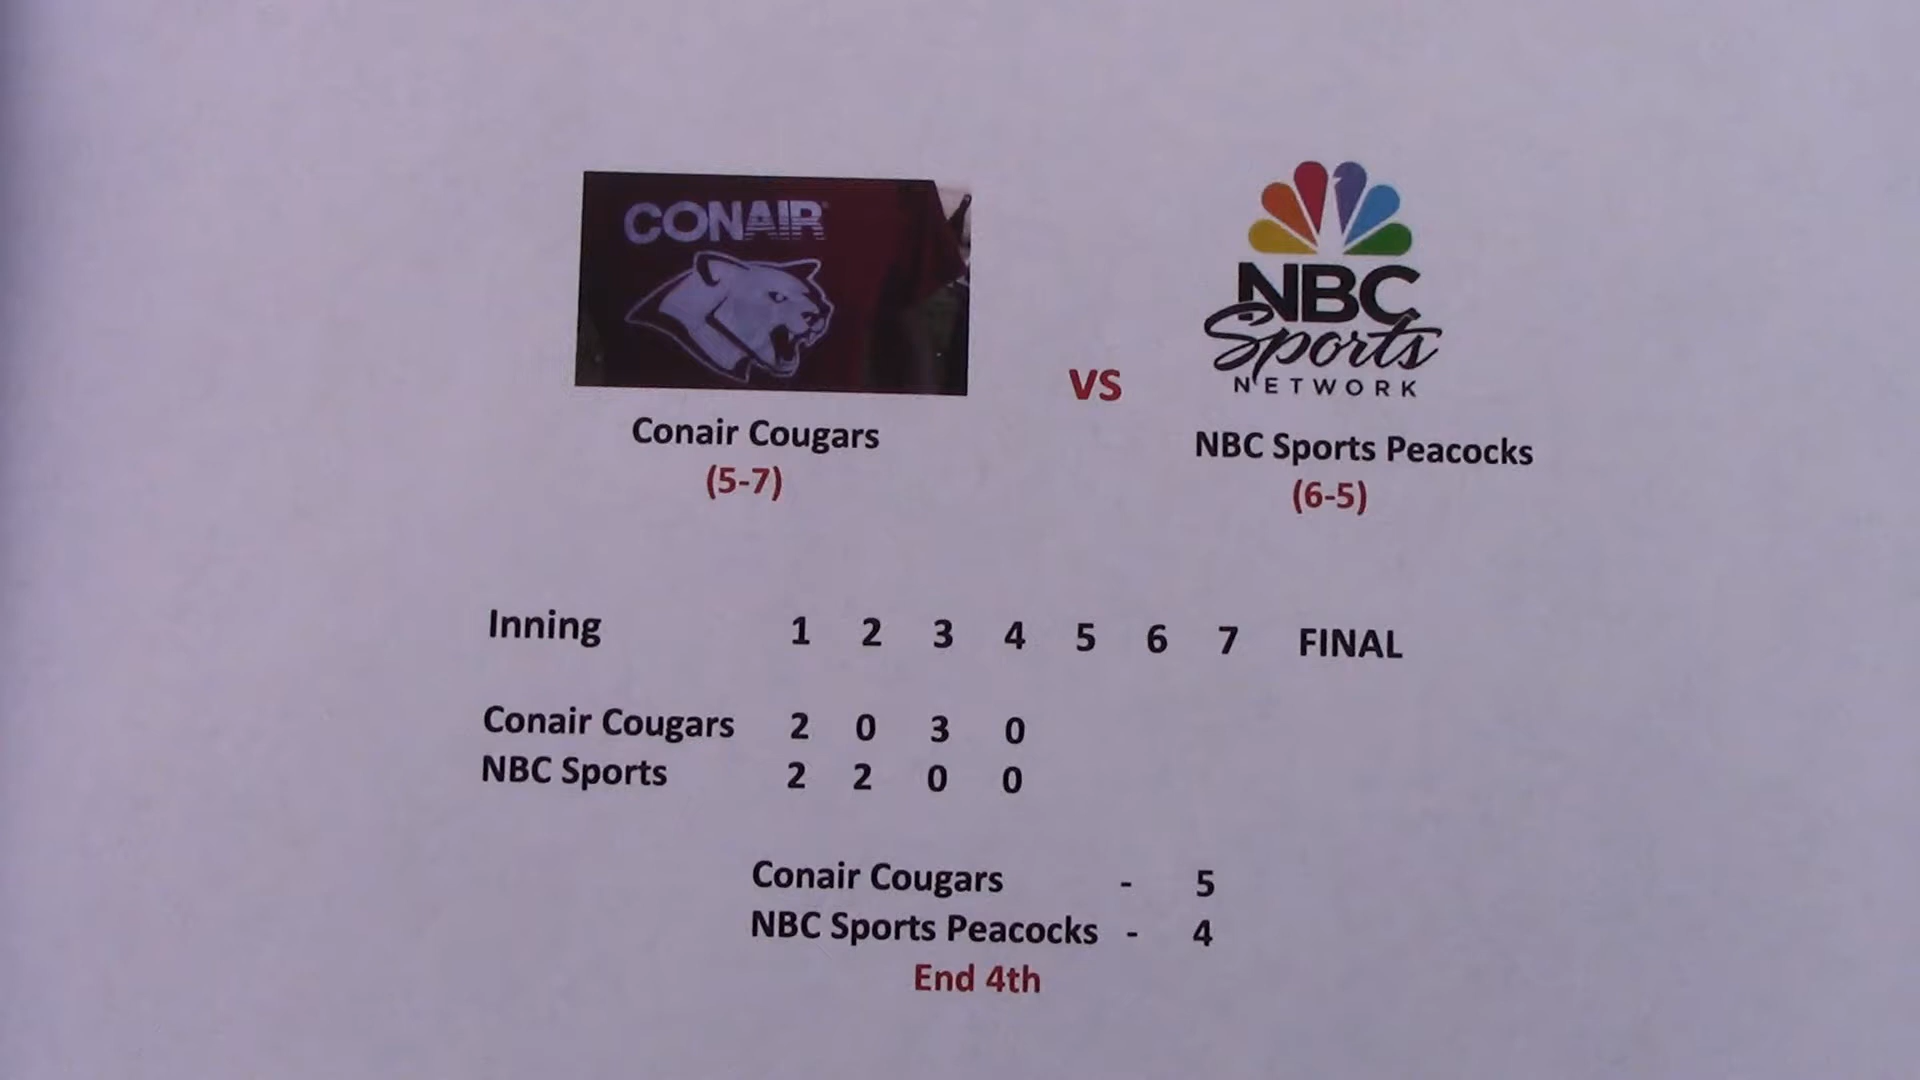 CONAIR
NBC
Sports
NETWORK
VS
Conair Cougars
(5-7)
NBC Sports Peacocks
(6-5)
Inning 1 2 3 4 5 6 7 FINAL
Conair Cougars 2 0 3 0
NBC Sports 2 2 0 0
Conair Cougars - 5
NBC Sports Peacocks - 4
End 4th